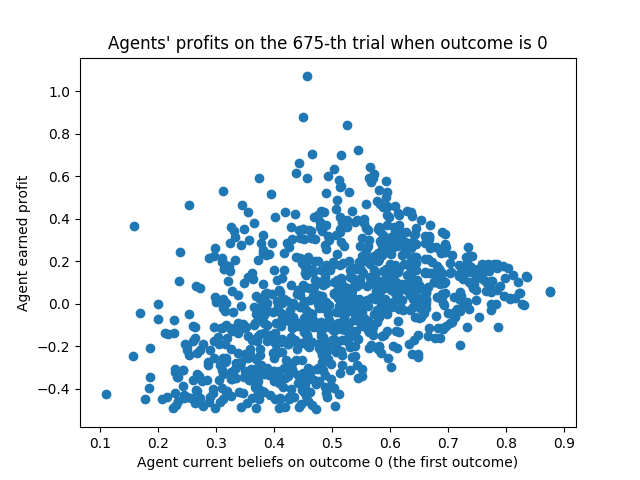 Agents' profits on the 675-th trial when outcome is 0
1.0
0.8
0.6
0.4
0.2
0.0
−0.2
−0.4
Agent earned profit
0.1 0.2 0.3 0.4 0.5 0.6 0.7 0.8 0.9
Agent current beliefs on outcome 0 (the first outcome)